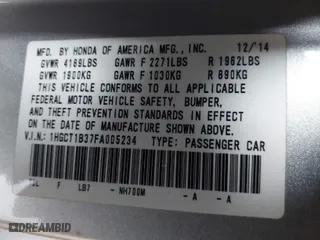 MFD. BY HONDA OF AMERICA MFG., INC. 12/'14
GVWR 4189LBS GAWR F 2271LBS R 1962LBS
GVWR 1900KG GAWR F 1030KG R 890KG
THIS VEHICLE CONFORMS TO ALL APPLICABLE
FEDERAL MOTOR VEHICLE SAFETY, BUMPER,
AND THEFT PREVENTION STANDARDS IN EFFECT ON
THE DATE OF MANUFACTURE SHOWN ABOVE.
V.I.N.: 1HGCT1B37FA005234 TYPE: PASSENGER CAR
A A
F LB7 - NH700M -